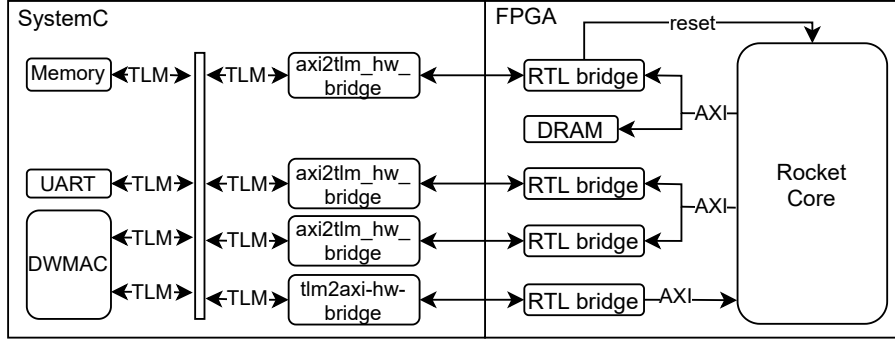 SystemC
FPGA
reset
Memory
TLM
TLM
axi2tlm_hw_
bridge
RTL bridge
AXI
DRAM
Rocket
Core
UART
TLM
TLM
axi2tlm_hw_
bridge
RTL bridge
AXI
DWMAC
TLM
TLM
axi2tlm_hw_
bridge
RTL bridge
TLM
TLM
tlm2axi-hw-
bridge
RTL bridge
AXI